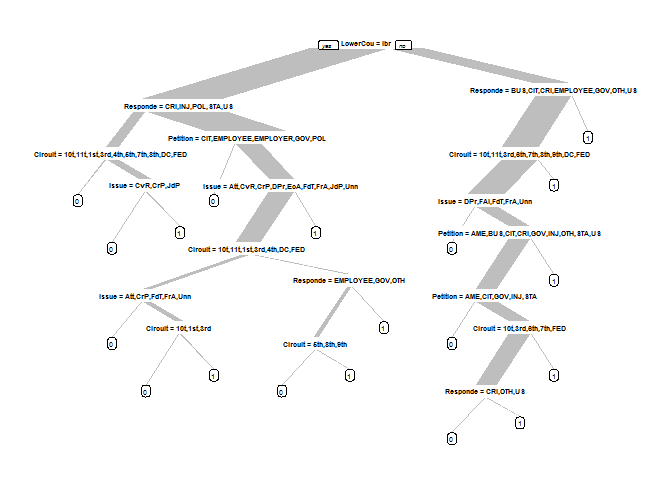 yes LowerCou = lbr no
Responde = BUS,CIT,CRI,EMPLOYEE,GOV,OTH,US
Responde = CRI,INJ,POL,STA,US
Petition = CIT,EMPLOYEE,EMPLOYER,GOV,POL
1
Circuit = 10t,11t,1st,3rd,4th,5th,7th,8th,DC,FED
Circuit = 10t,11t,3rd,6th,7th,8th,9th,DC,FED
Issue = CvR,CrP,JdP
Issue = Att,CvR,CrP,DPr,EcA,FdT,FrA,JdP,Unn
1
0
0
Issue = DPr,FAi,FdT,FrA,Unn
1
1
Petition = AME,BUS,CIT,CRI,GOV,INJ,OTH,STA,US
0
0
Circuit = 10t,11t,1st,3rd,4th,DC,FED
Responde = EMPLOYEE,GOV,OTH
1
Issue = Att,CrP,FdT,FrA,Unn
Petition = AME,CIT,GOV,INJ,STA
Circuit = 10t,1st,3rd
1
Circuit = 10t,3rd,6th,7th,FED
0
Circuit = 5th,8th,9th
0
1
1
1
0
0
Responde = CRI,OTH,US
1
0